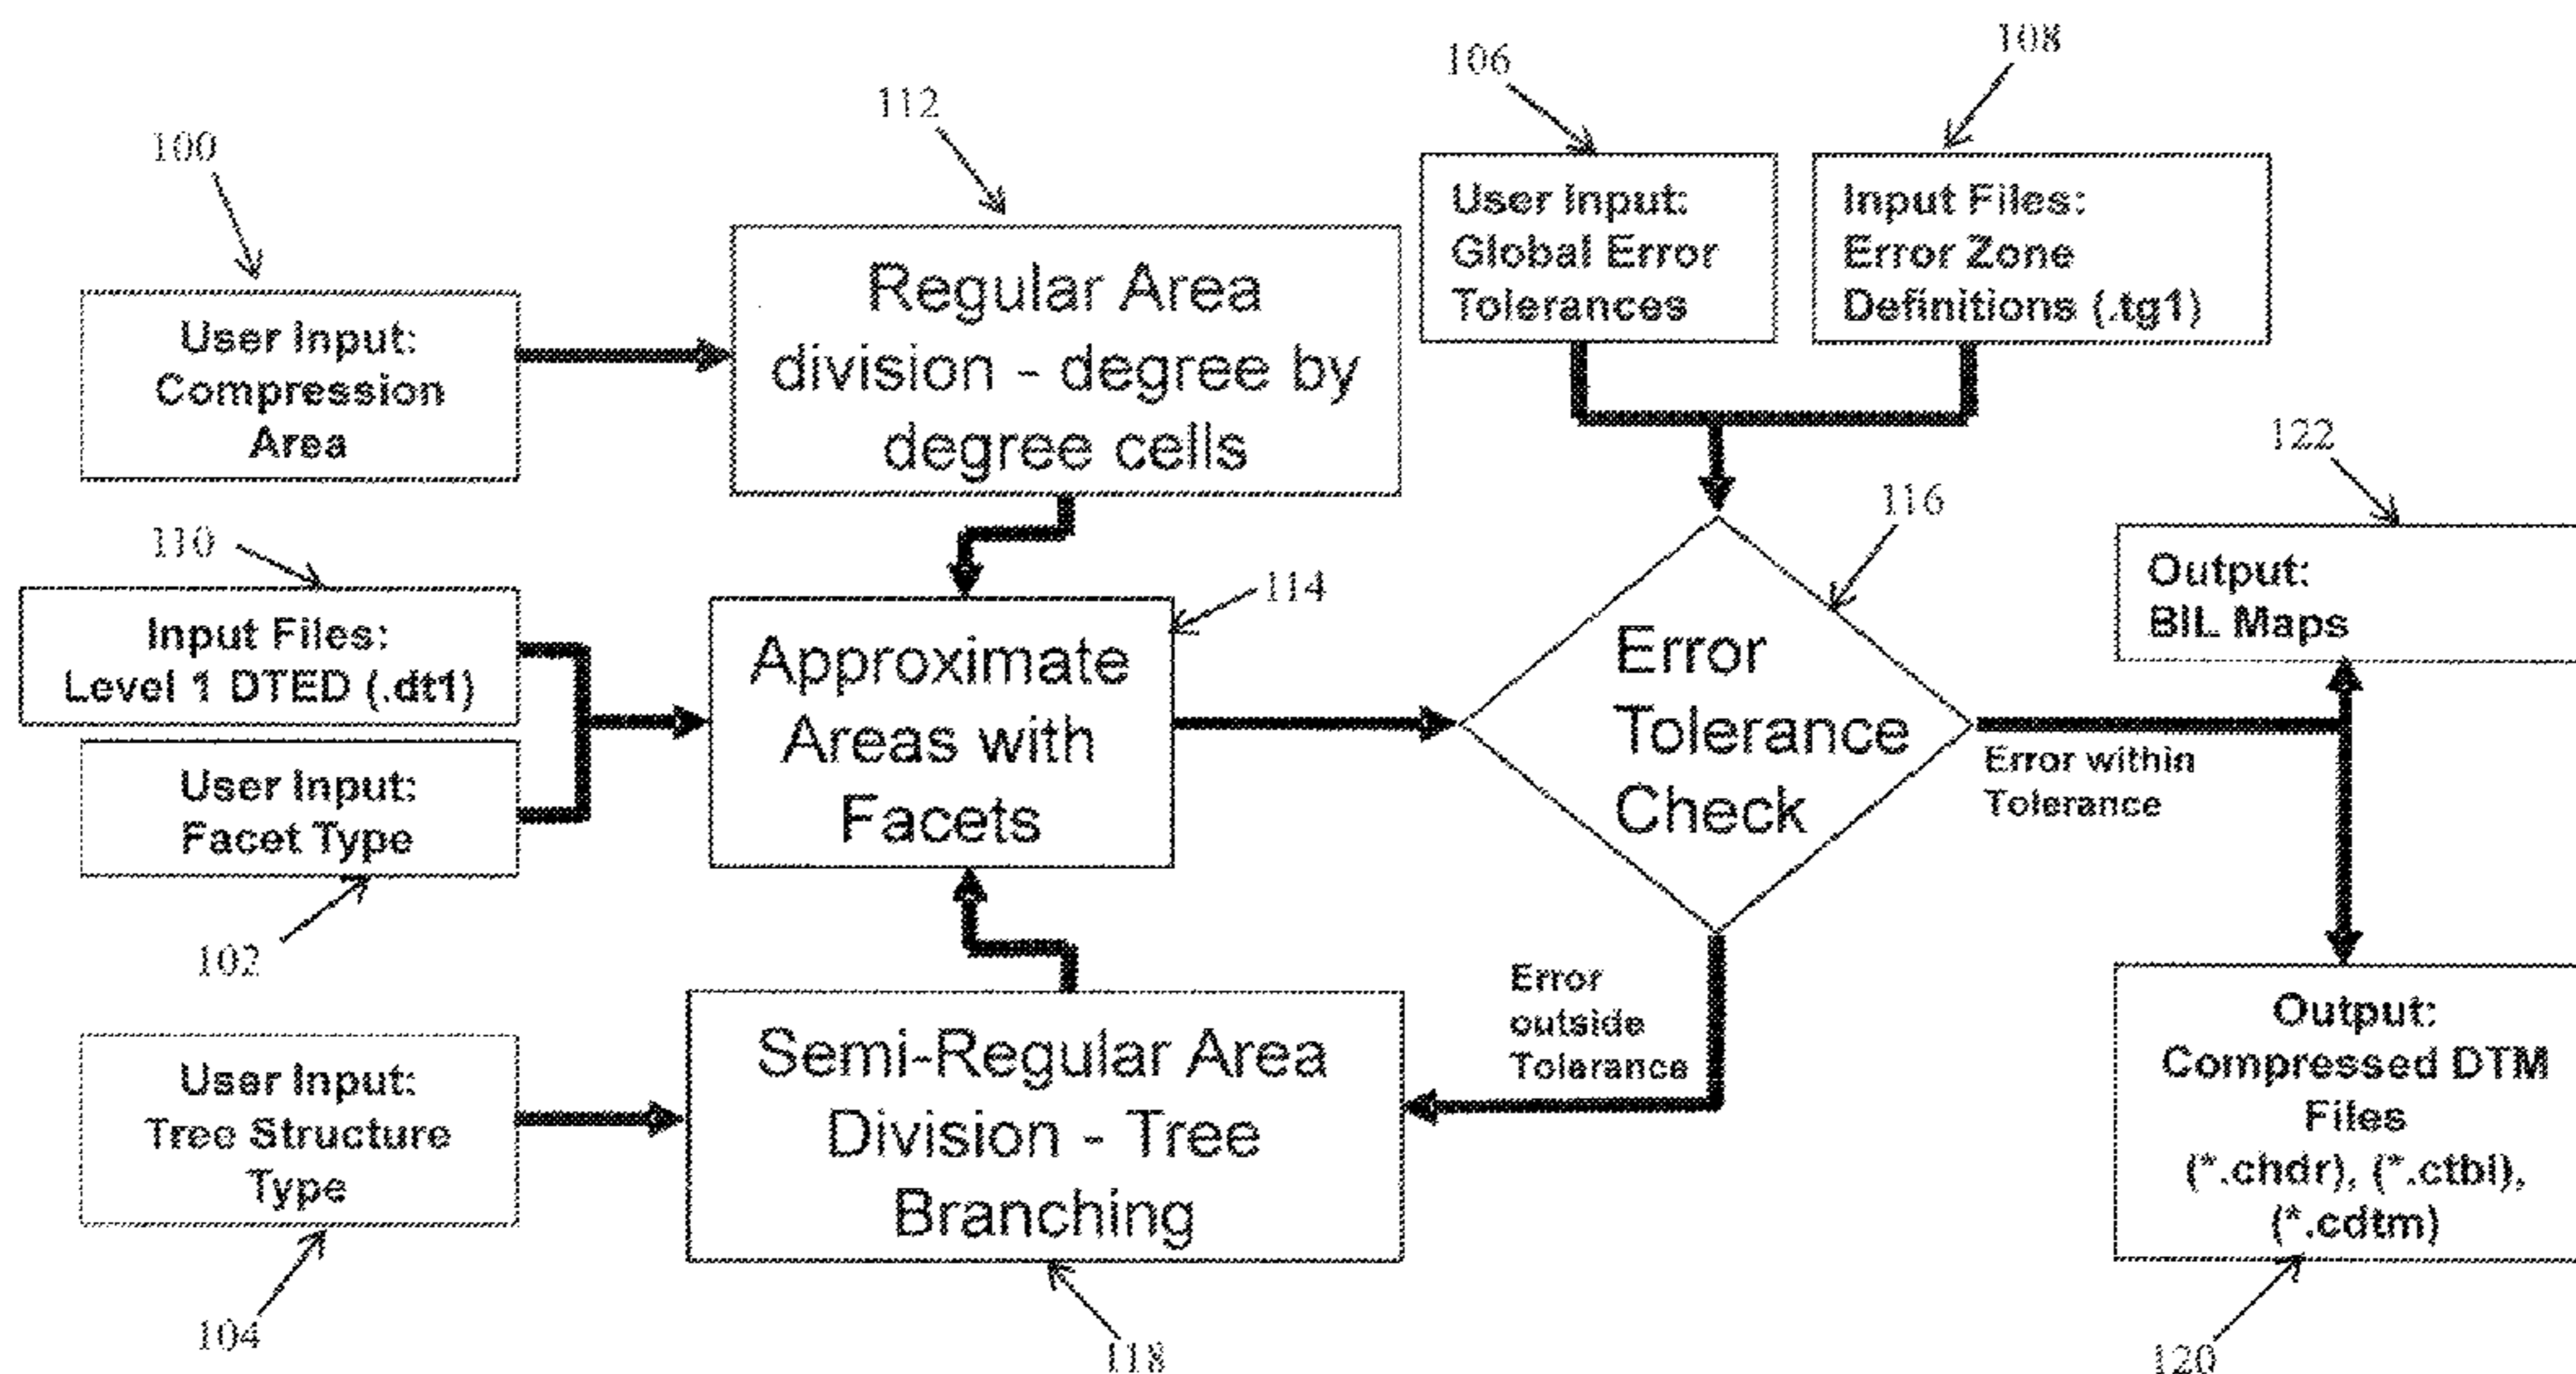 108
106
112
100
User Input:
Global Error
Tolerances
Input Files:
Error Zone
Definitions (.tg1)
Regular Area
division - degree by
degree cells
User Input:
Compression
Area
122
116
110
114
Output:
BIL Maps
Input Files:
Level 1 DTED (.dt1)
Approximate
Areas with
Facets
Error
Tolerance
Check
Error within
Tolerance
User Input:
Facet Type
102
Error
outside
Tolerance
Output:
Compressed DTM
Files
(*.chdr), (*.ctbl),
(*.cdtm)
User Input:
Tree Structure
Type
Semi-Regular Area
Division - Tree
Branching
104
118
120